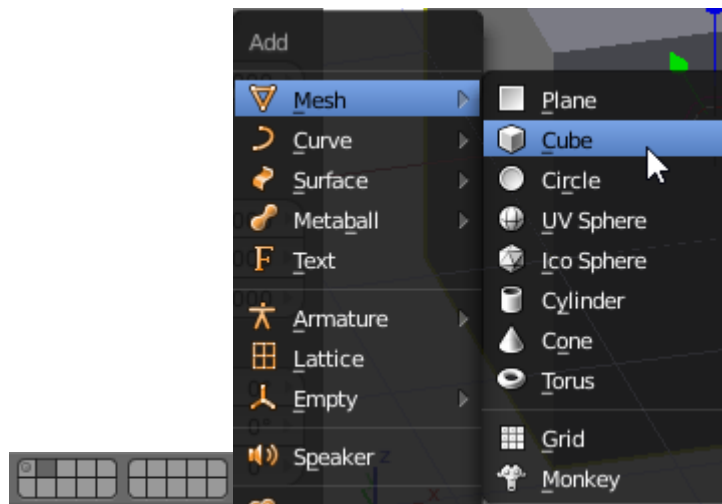 Add
Mesh
Curve
Surface
Metaball
Text
Armature
Lattice
Empty
Speaker
Plane
Cube
Circle
UV Sphere
Ico Sphere
Cylinder
Cone
Torus
Grid
Monkey